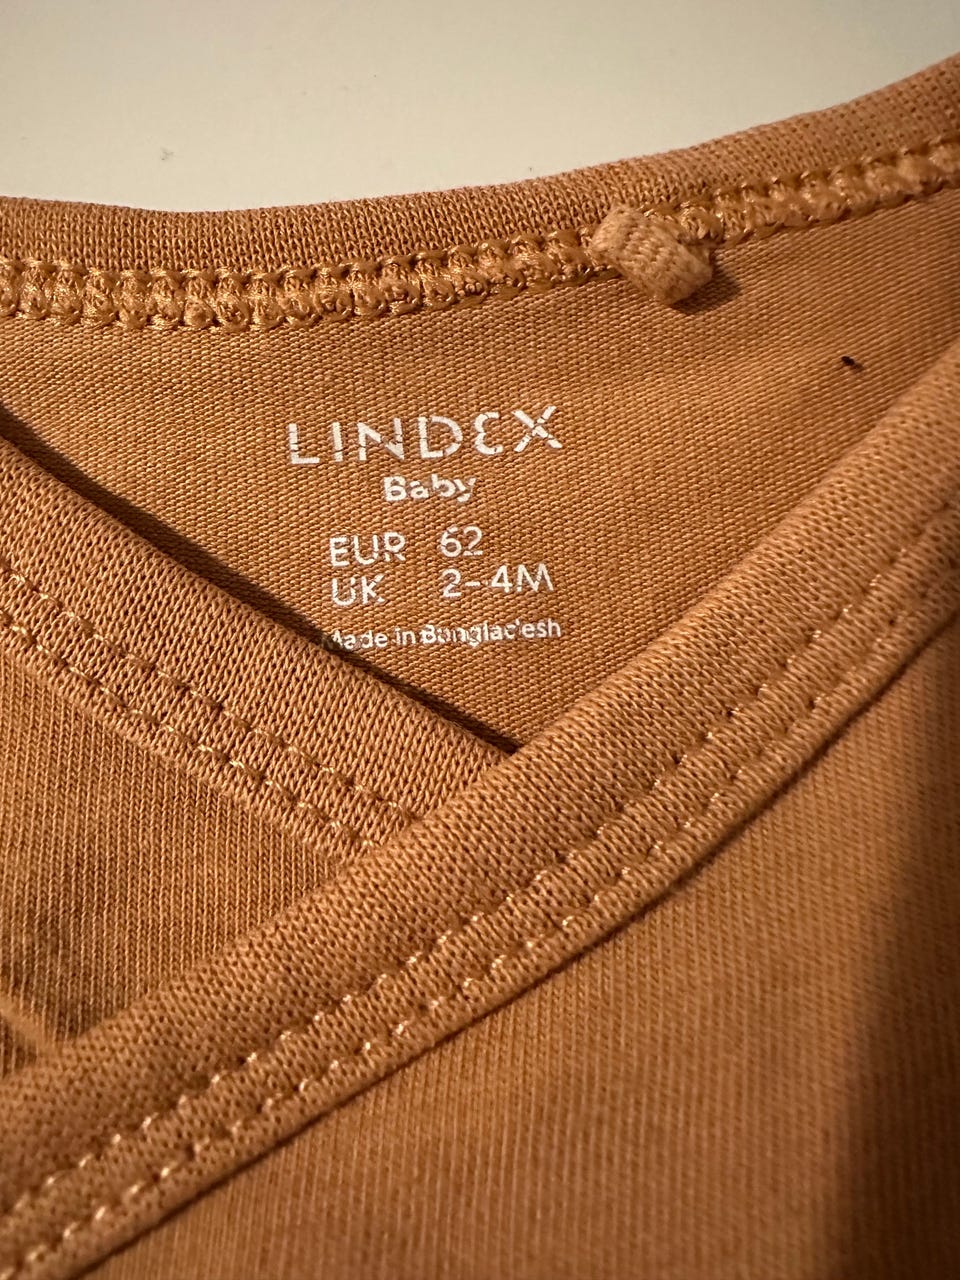 LINDEX
Baby
EUR 62
UK 2-4M
Made in Bangladesh